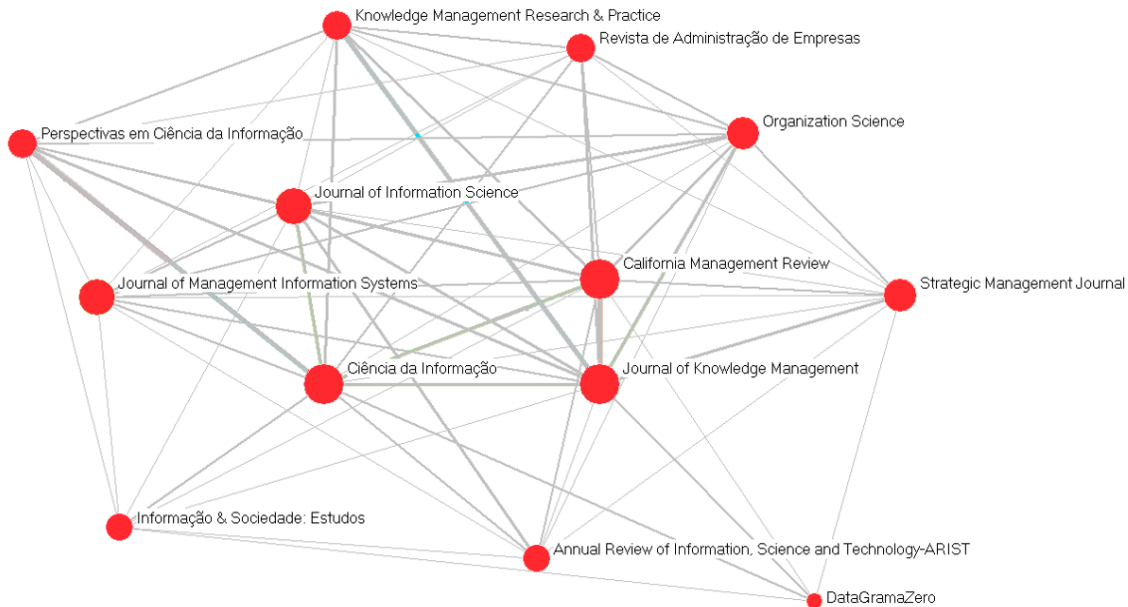 Knowledge Management Research & Practice
Revista de Administração de Empresas
Organization Science
Perspectivas em Ciência da Informação
Journal of Information Science
California Management Review
Journal of Management Information Systems
Strategic Management Journal
Ciência da Informação
Journal of Knowledge Management
Informação & Sociedade: Estudos
Annual Review of Information, Science and Technology-ARIST
DataGramaZero